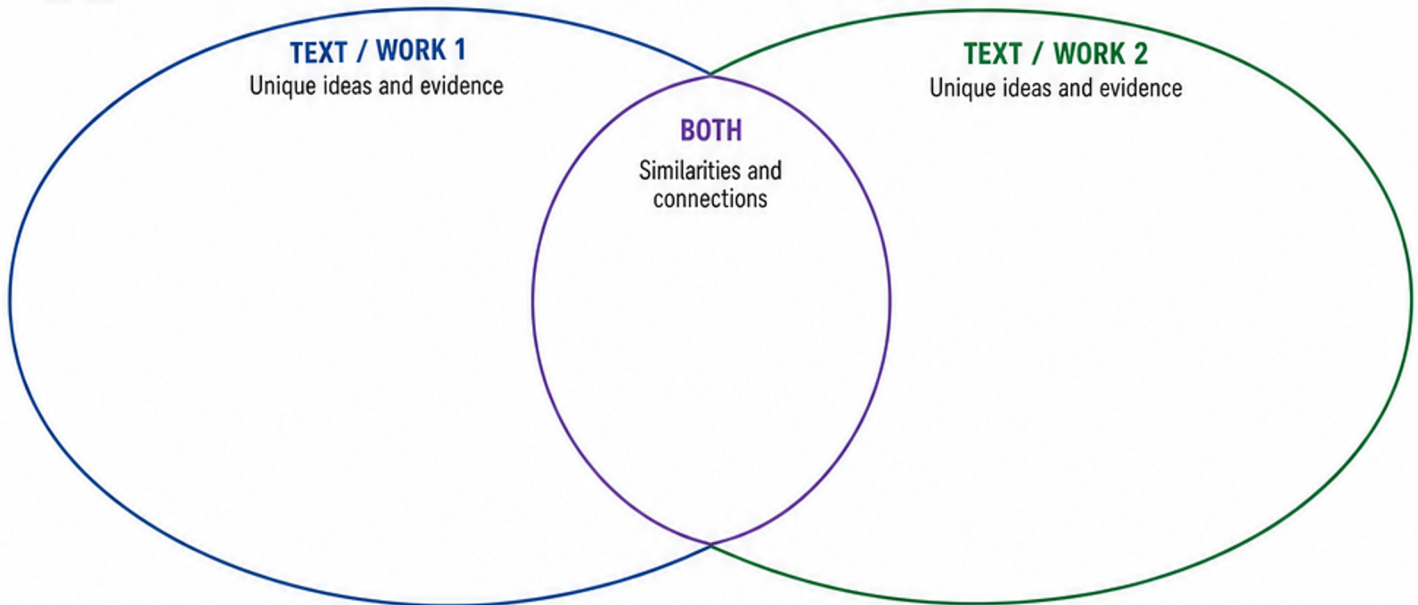 TEXT / WORK 1
Unique ideas and evidence
BOTH
Similarities and
connections
TEXT / WORK 2
Unique ideas and evidence